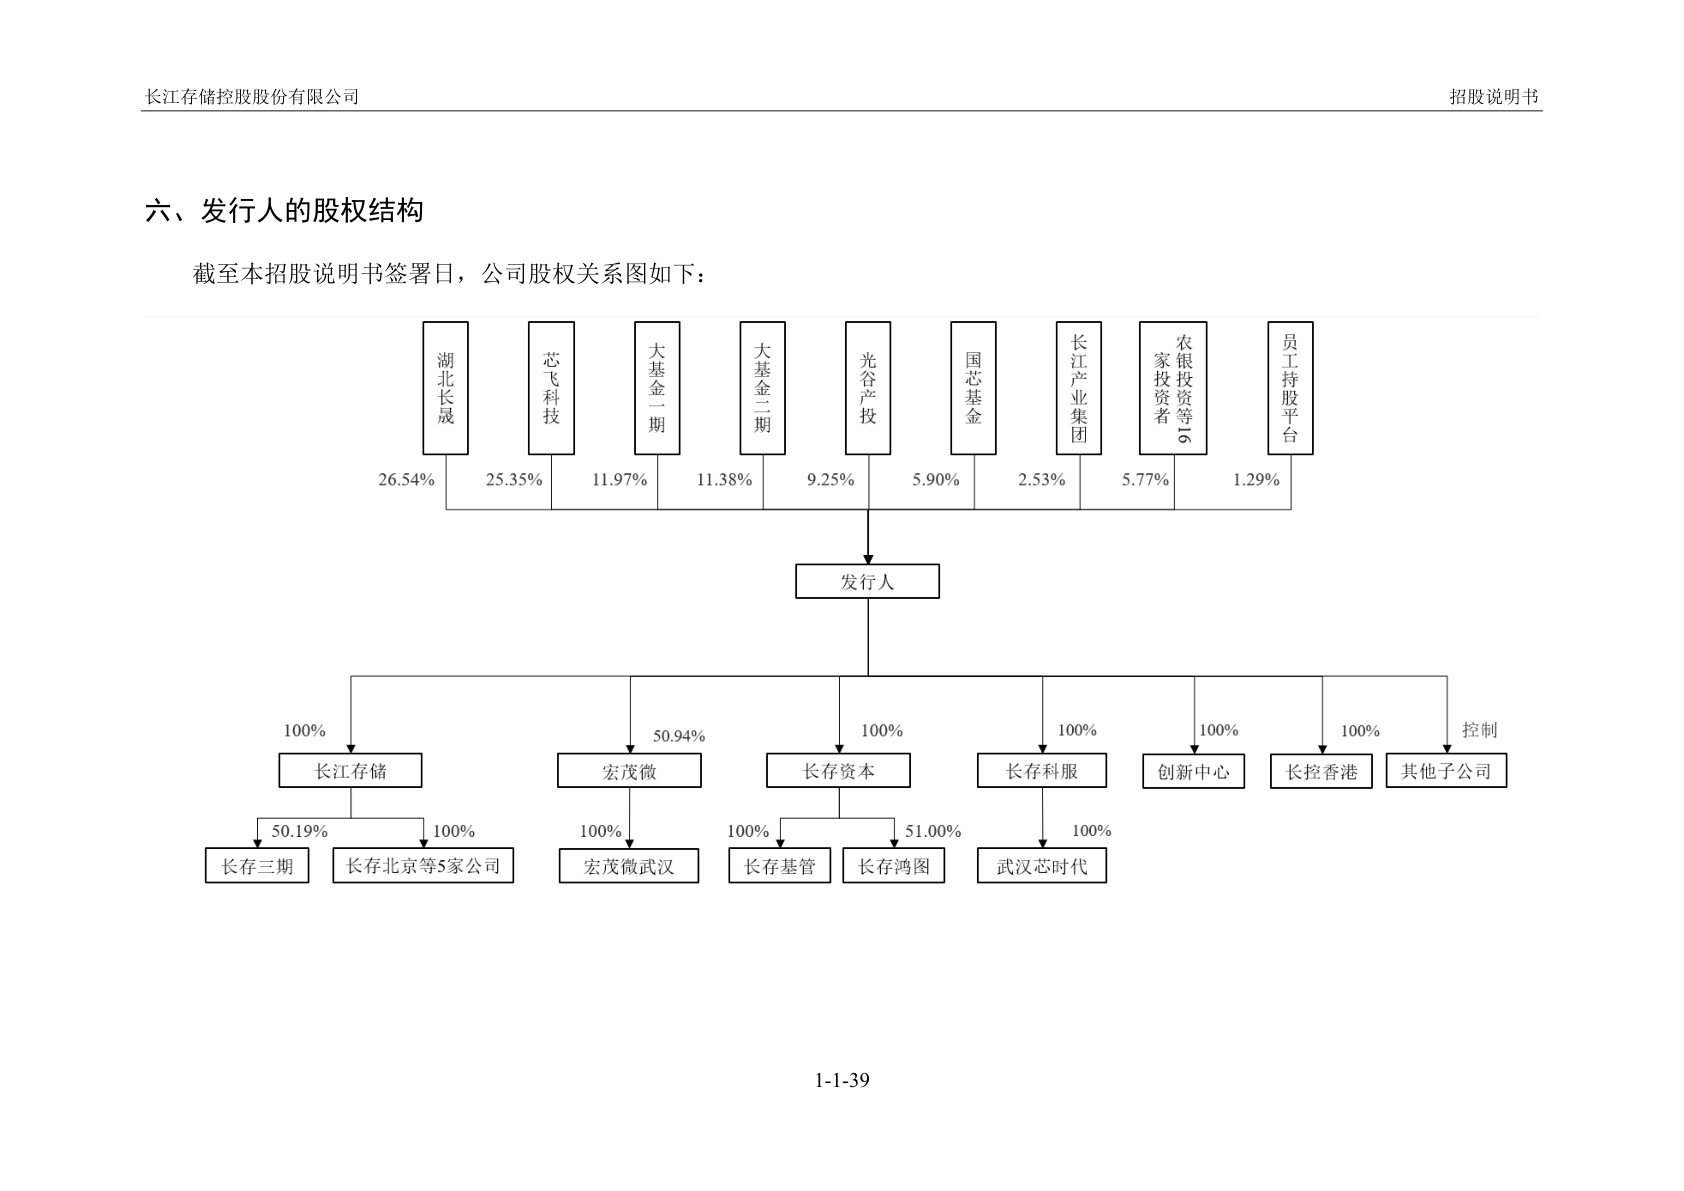 长江存储控股股份有限公司 招股说明书
六、发行人的股权结构
截至本招股说明书签署日，公司股权关系图如下：
湖北长晟
芯飞科技
大基金一期
大基金二期
光谷产投
国芯基金
长江产业集团
农银投资等16
家投资者
员工持股平台
26.54% 25.35% 11.97% 11.38% 9.25% 5.90% 2.53% 5.77% 1.29%
发行人
100% 50.94% 100% 100% 100% 100% 控制
长江存储 宏茂微 长存资本 长存科服 创新中心 长控香港 其他子公司
50.19% 100% 100% 100% 51.00% 100%
长存三期 长存北京等5家公司 宏茂微武汉 长存基管 长存鸿图 武汉芯时代
1-1-39